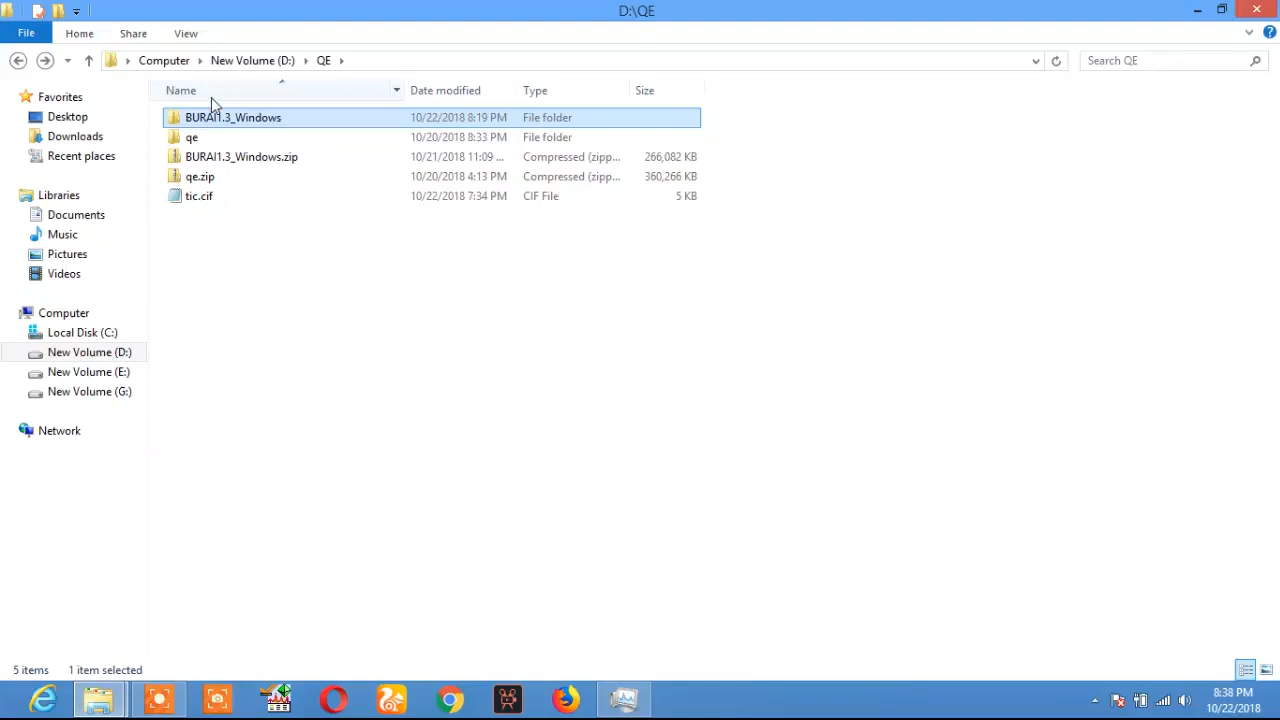 D:\QE
File Home Share View
Computer New Volume (D:) QE Search QE
Name Date modified Type Size
Favorites
Desktop
Downloads
Recent places
Libraries
Documents
Music
Pictures
Videos
Computer
Local Disk (C:)
New Volume (D:)
New Volume (E:)
New Volume (G:)
Network
BURAI1.3_Windows 10/22/2018 8:19 PM File folder
qe 10/20/2018 8:33 PM File folder
BURAI1.3_Windows.zip 10/21/2018 11:09 ... Compressed (zipp... 266,082 KB
qe.zip 10/20/2018 4:13 PM Compressed (zipp... 360,266 KB
tic.cif 10/22/2018 7:34 PM CIF File 5 KB
5 items 1 item selected
8:38 PM
10/22/2018